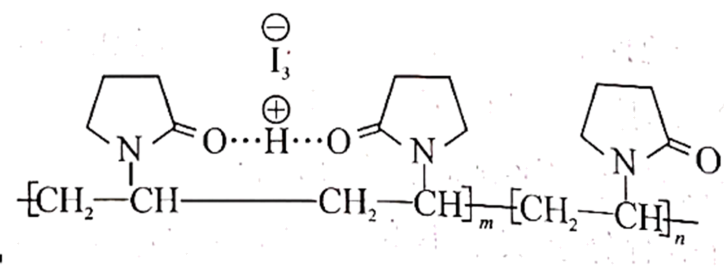 ⊖
I₃
⊕
O···H···O
N N N O
-[CH₂-CH—CH₂-CH]ₘ-[CH₂-CH]ₙ-